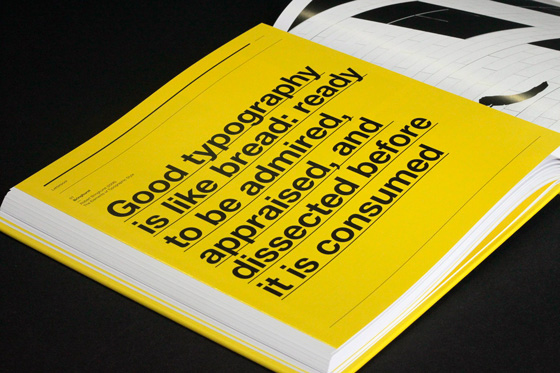 Good typography
is like bread: ready
to be admired,
appraised, and
dissected before
it is consumed